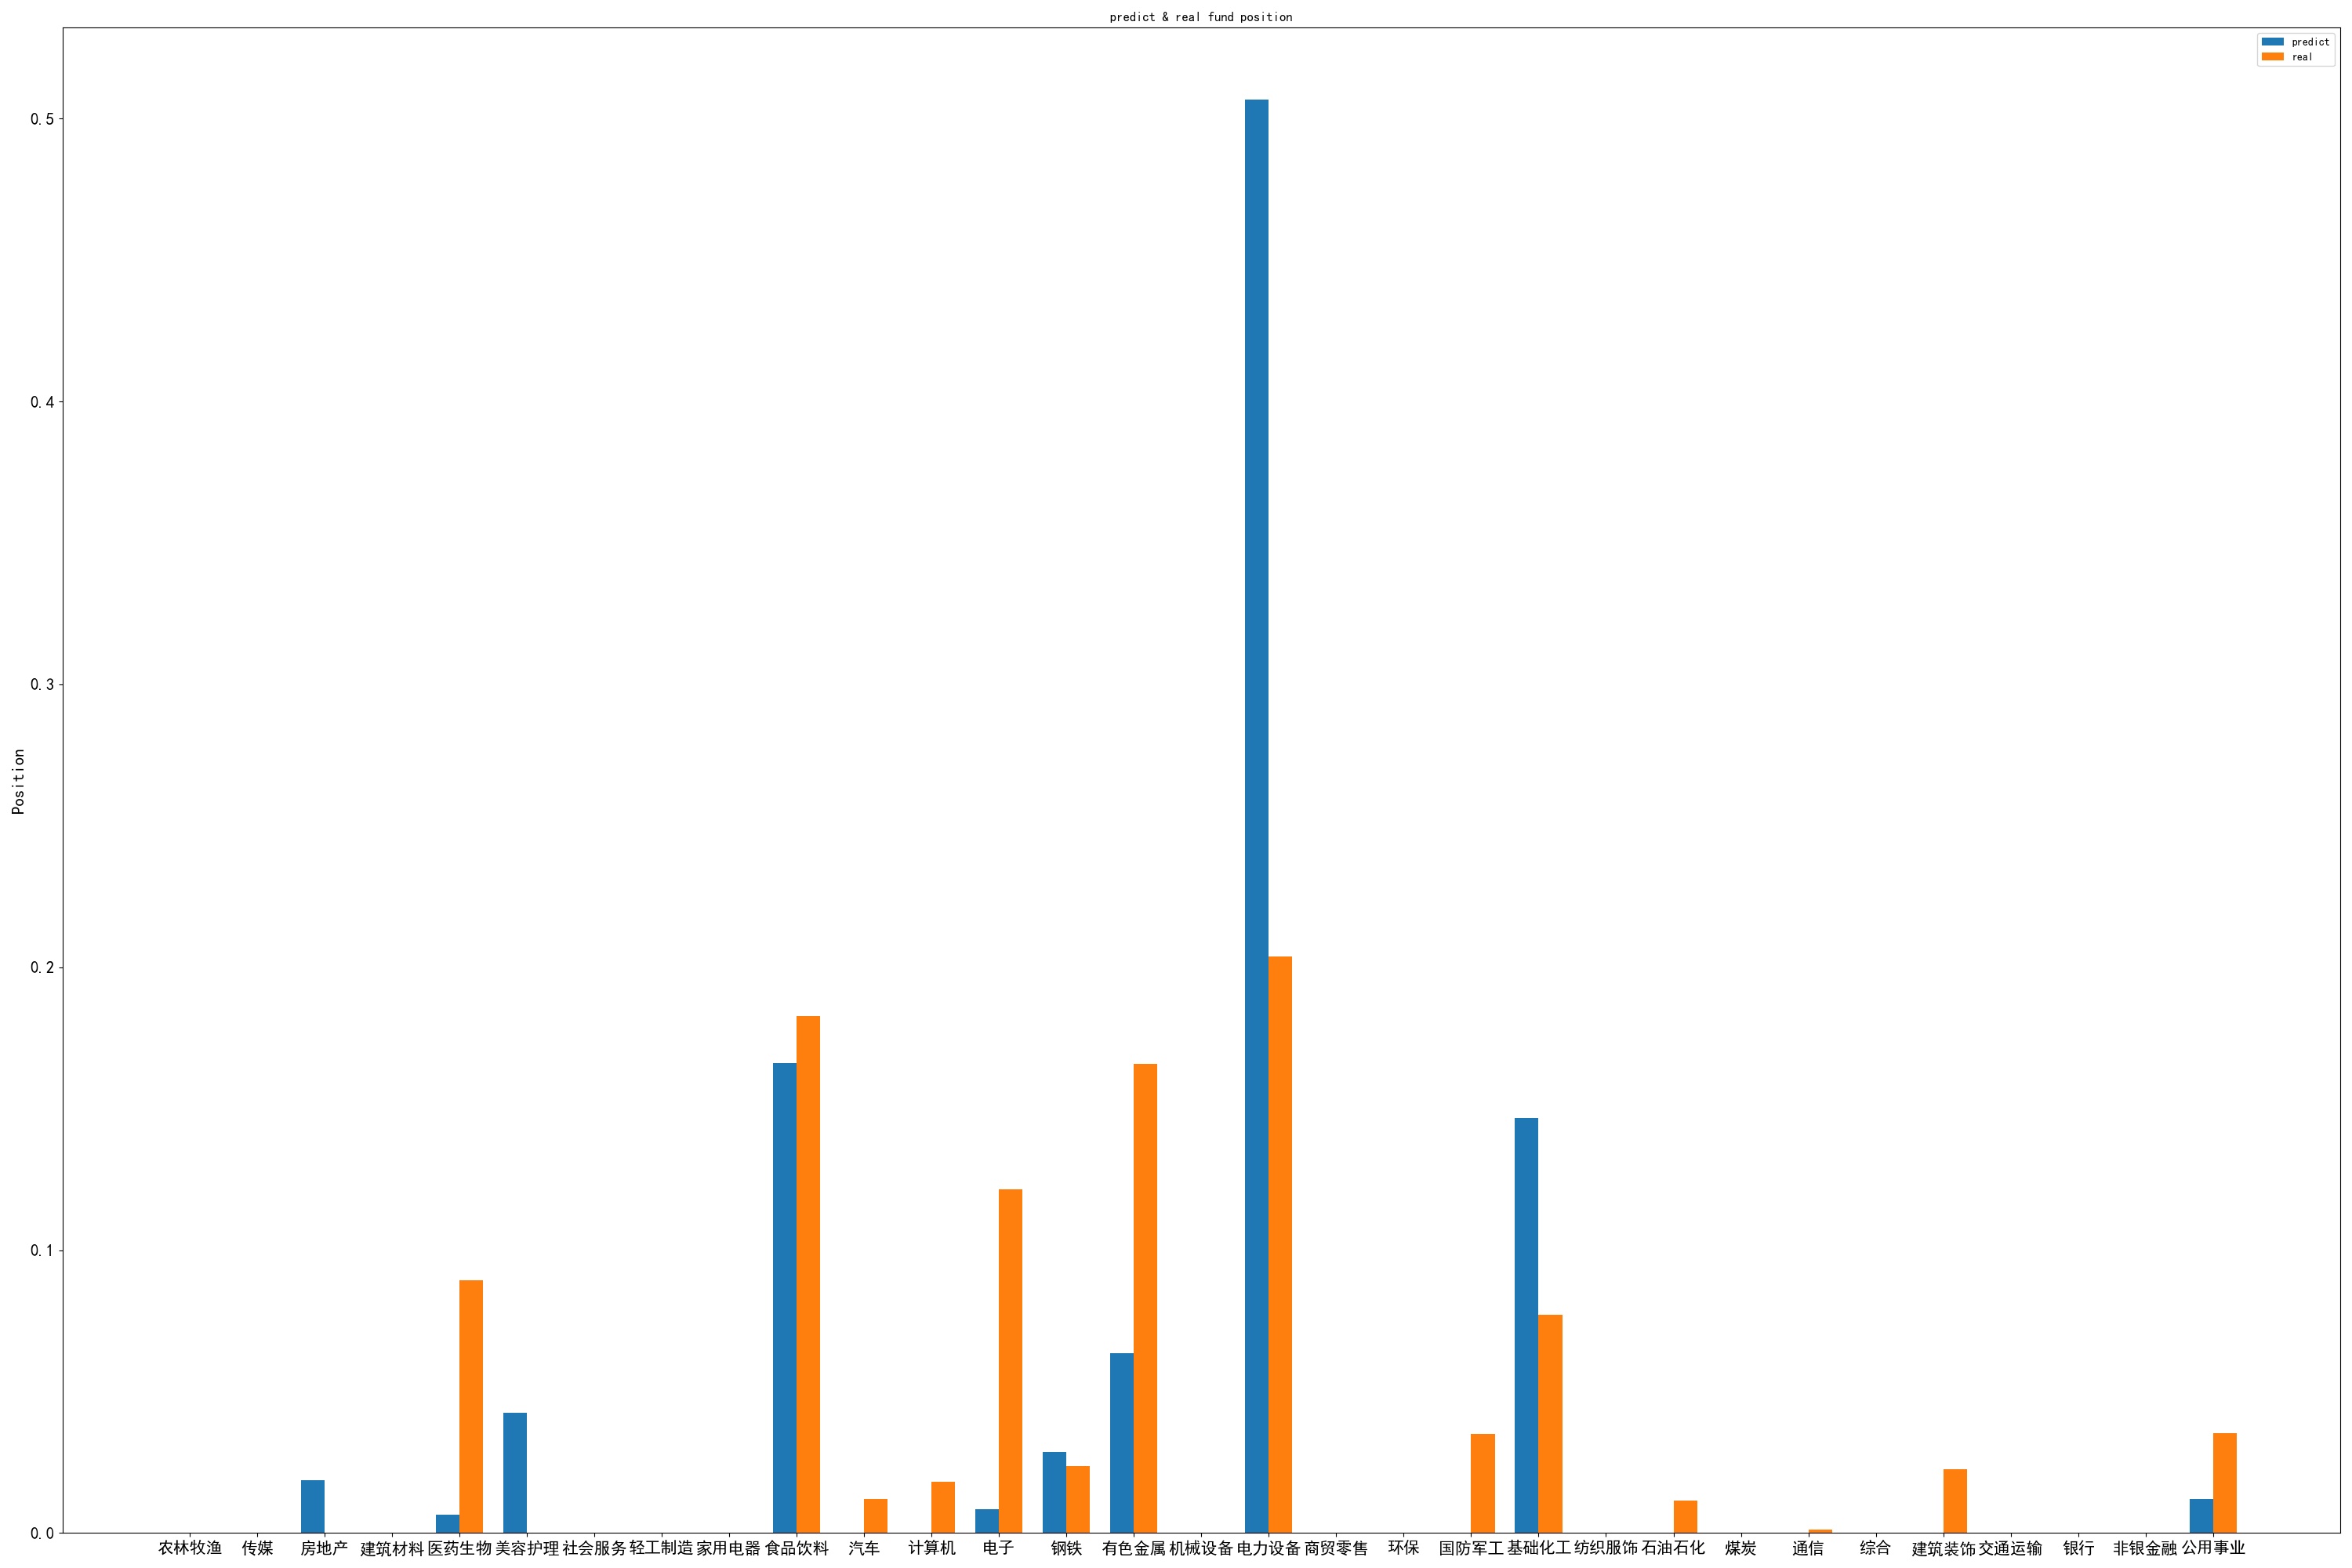 predict & real fund position
predict
real
Position
0.5
0.4
0.3
0.2
0.1
0.0
农林牧渔 传媒 房地产 建筑材料 医药生物 美容护理 社会服务 轻工制造 家用电器 食品饮料 汽车 计算机 电子 钢铁 有色金属 机械设备 电力设备 商贸零售 环保 国防军工 基础化工 纺织服饰 石油石化 煤炭 通信 综合 建筑装饰 交通运输 银行 非银金融 公用事业